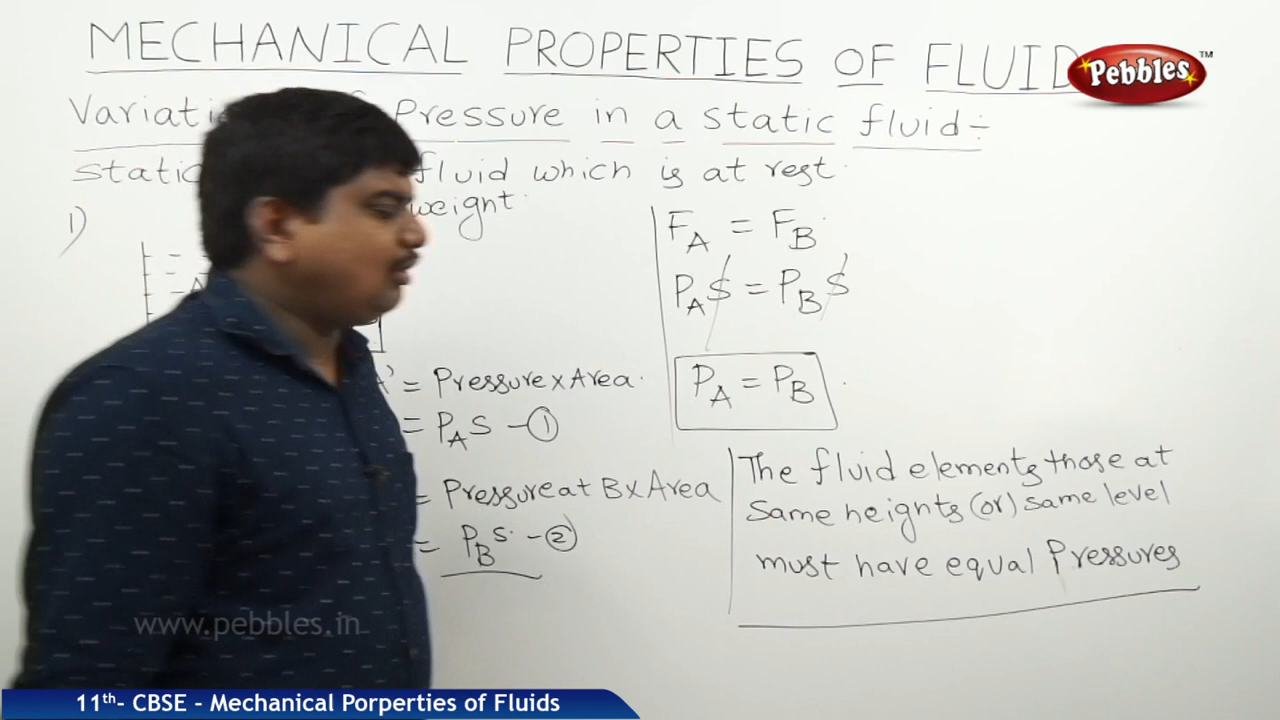 MECHANICAL PROPERTIES OF FLUID
Pebbles™
Pressure in a static fluid:-
static fluid which is at rest.
1) weight.
F_A = F_B
P_A S = P_B S
P_A = P_B
= Pressure x Area.
= P_A S - ①
= Pressure at B x Area
= P_B S. - ②
The fluid elements those at
Same heights (or) same level
must have equal Pressures
www.pebbles.in
11th- CBSE - Mechanical Porperties of Fluids